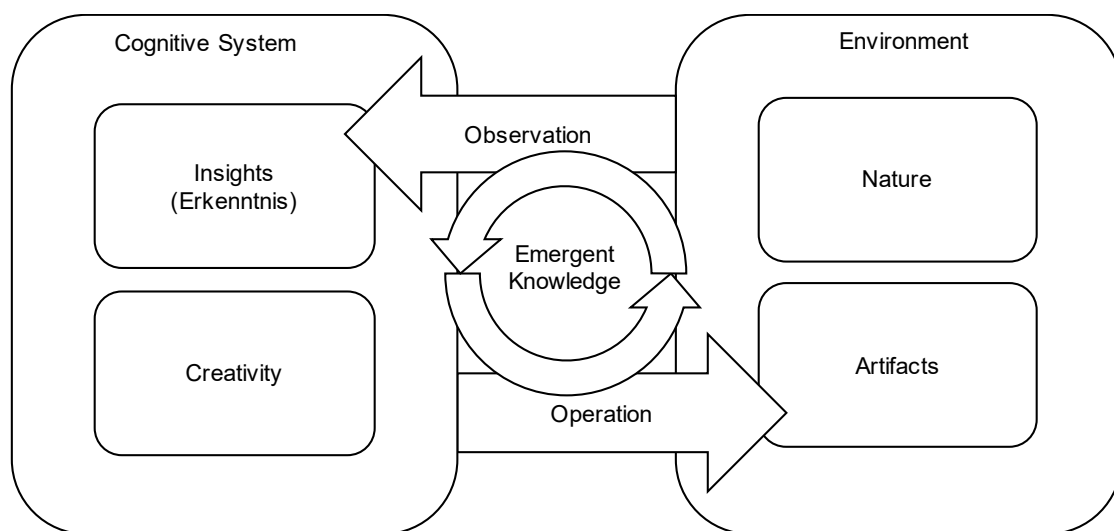 Cognitive System
Environment
Observation
Insights
(Erkenntnis)
Nature
Emergent
Knowledge
Creativity
Artifacts
Operation